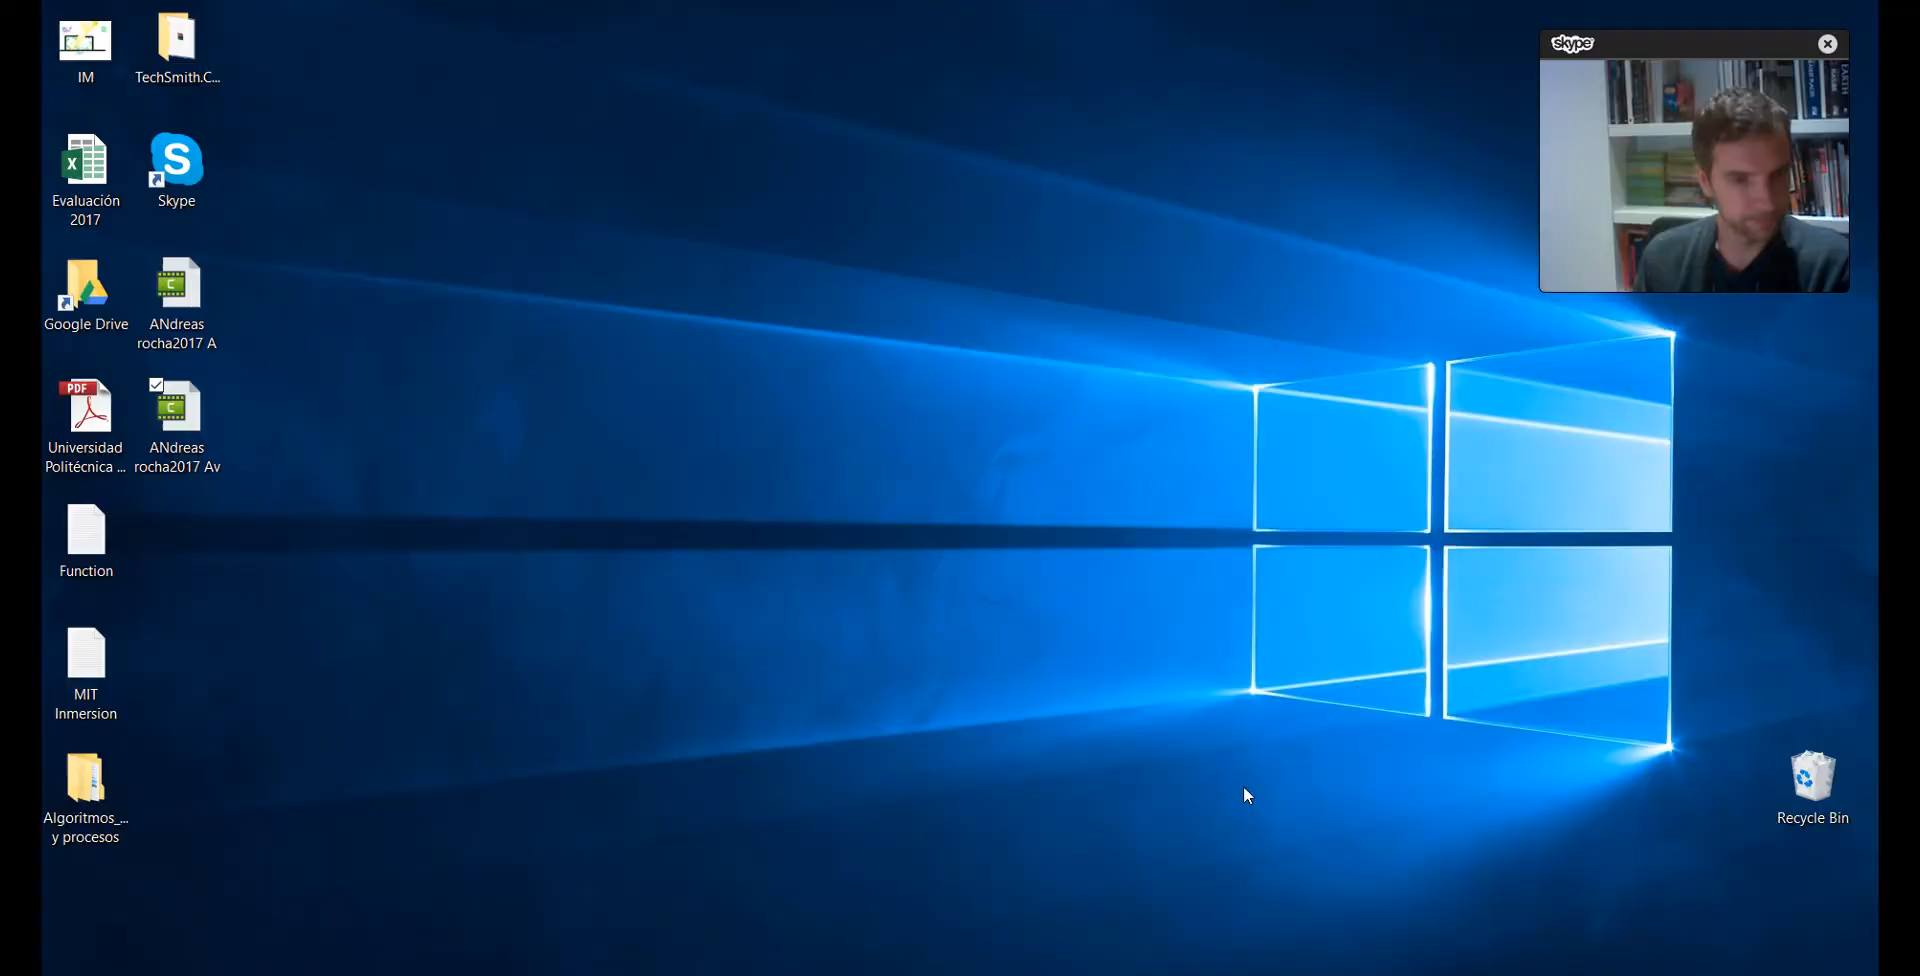 IM
TechSmith.C...
skype
Evaluación
2017
Skype
Google Drive
ANdreas
rocha2017 A
PDF
Universidad
Politécnica ...
ANdreas
rocha2017 Av
Function
MIT
Inmersion
Algoritmos_...
y procesos
Recycle Bin